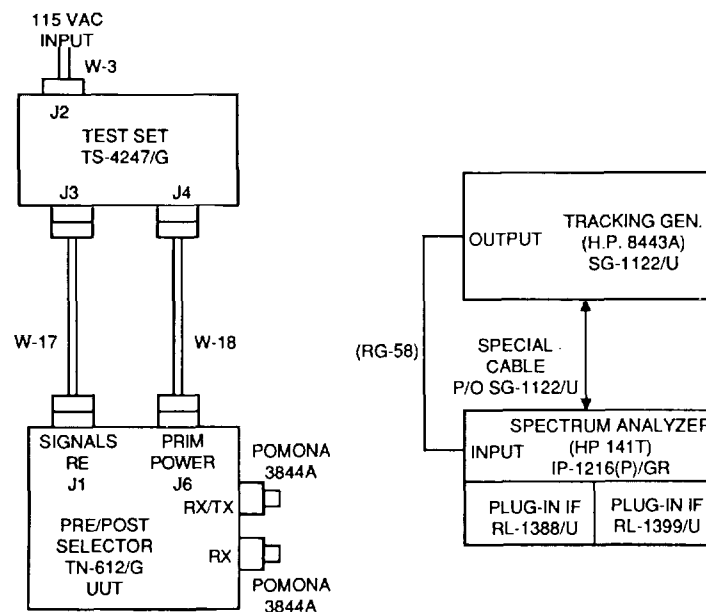 115 VAC
INPUT
W-3
J2
TEST SET
TS-4247/G
J3
J4
W-17
W-18
SIGNALS
RE
J1
PRIM
POWER
J6
POMONA
3844A
RX/TX
PRE/POST
SELECTOR
TN-612/G
UUT
RX
POMONA
3844A
TRACKING GEN.
(H.P. 8443A)
SG-1122/U
OUTPUT
(RG-58)
SPECIAL
CABLE
P/O SG-1122/U
SPECTRUM ANALYZER
(HP 141T)
IP-1216(P)/GR
INPUT
PLUG-IN IF
RL-1388/U
PLUG-IN IF
RL-1399/U